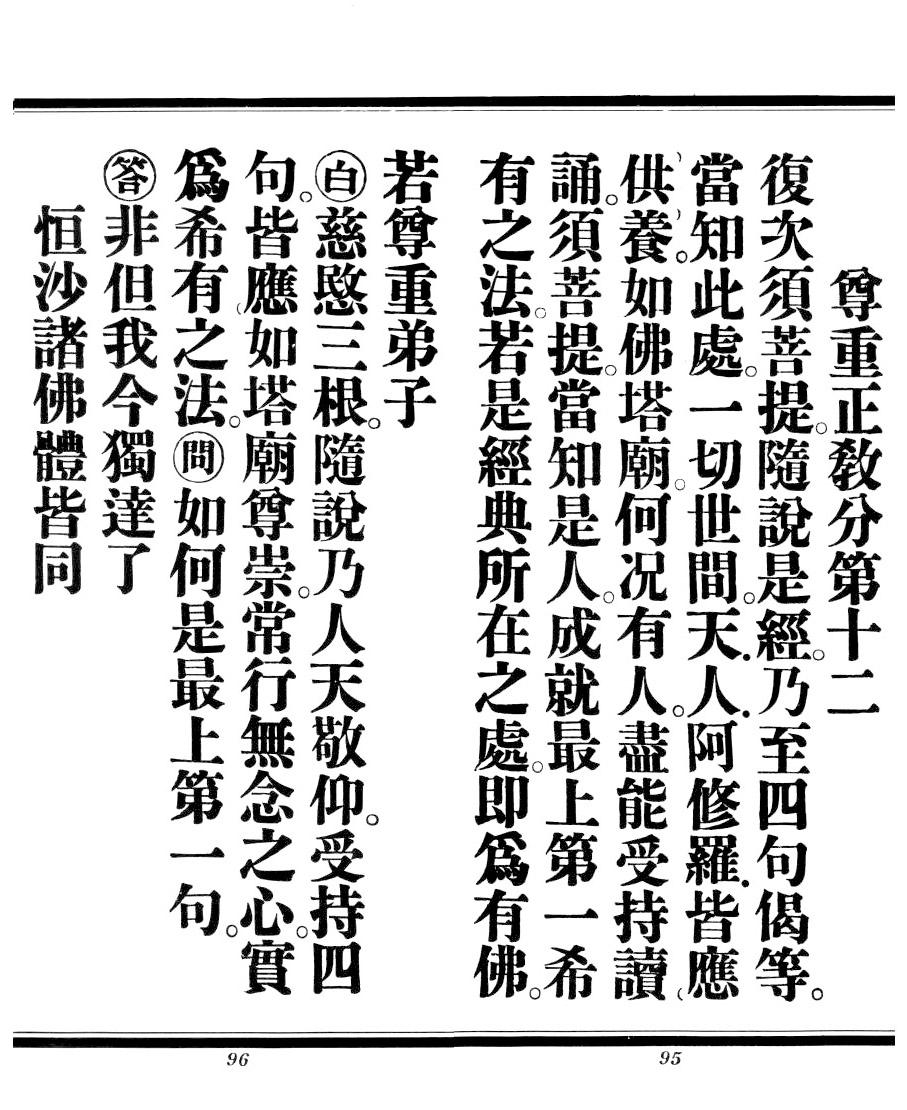 尊重正教分第十二
復次須菩提。隨說是經。乃至四句偈等。
當知此處。一切世間。天.人.阿修羅.皆應
供養。如佛塔廟。何況有人。盡能受持讀
誦。須菩提。當知是人。成就最上第一希
有之法。若是經典所在之處。即爲有佛。
若尊重弟子
白慈愍三根。隨說乃人天敬仰。受持四
句。皆應如塔廟尊崇。常行無念之心。實
爲希有之法。問如何是最上第一句。
答非但我今獨達了
恒沙諸佛體皆同
95
96